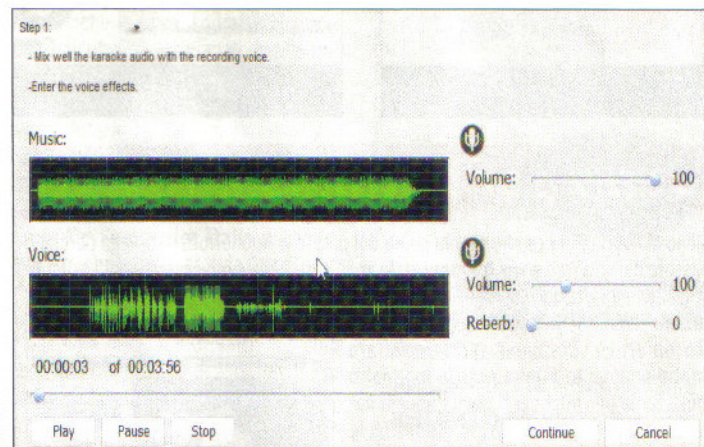 Step 1:
- Mix well the karaoke audio with the recording voice.
-Enter the voice effects.
Music:
Volume: 100
Voice:
Volume: 100
Reberb: 0
00:00:03 of 00:03:56
Play Pause Stop Continue Cancel